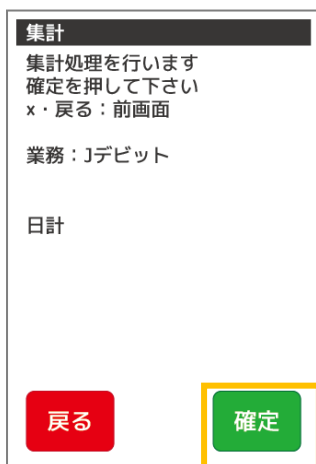 集計
集計処理を行います
確定を押して下さい
x・戻る：前画面
業務：Jデビット
日計
戻る
確定